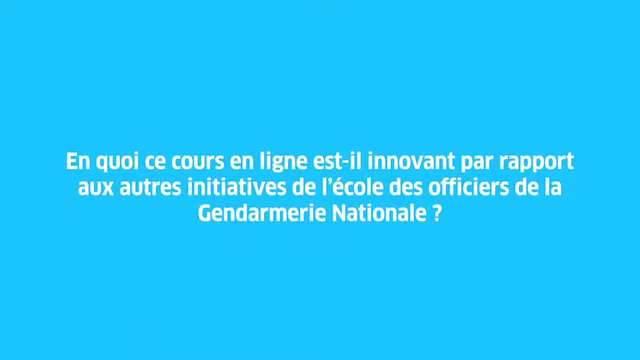 En quoi ce cours en ligne est-il innovant par rapport
aux autres initiatives de l'école des officiers de la
Gendarmerie Nationale ?